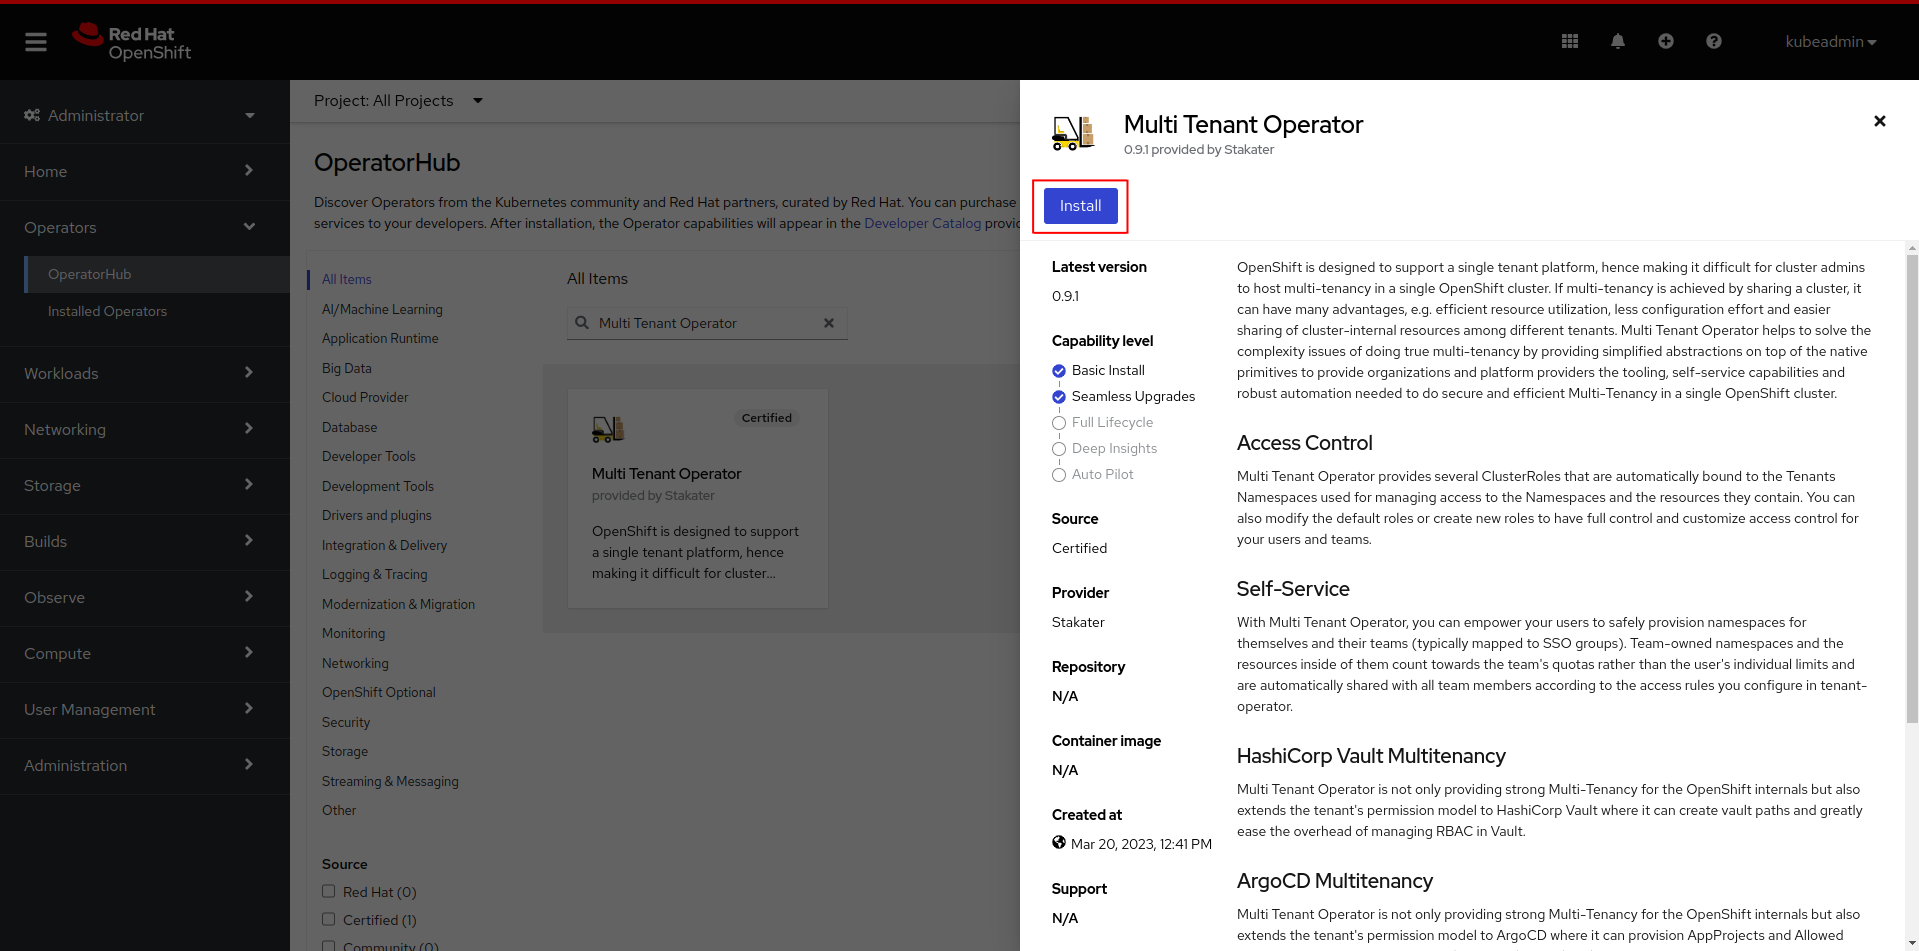 Red Hat
OpenShift
kubeadmin
Administrator
Home
Operators
OperatorHub
Installed Operators
Workloads
Networking
Storage
Builds
Observe
Compute
User Management
Administration
Project: All Projects
OperatorHub
Discover Operators from the Kubernetes community and Red Hat partners, curated by Red Hat. You can purchase
services to your developers. After installation, the Operator capabilities will appear in the Developer Catalog
All Items
AI/Machine Learning
Application Runtime
Big Data
Cloud Provider
Database
Developer Tools
Development Tools
Drivers and plugins
Integration & Delivery
Logging & Tracing
Modernization & Migration
Monitoring
Networking
OpenShift Optional
Security
Storage
Streaming & Messaging
Other
Source
Red Hat (0)
Certified (1)
Community (0)
All Items
Multi Tenant Operator
Certified
Multi Tenant Operator
provided by Stakater
OpenShift is designed to support
a single tenant platform, hence
making it difficult for cluster...
Multi Tenant Operator
0.9.1 provided by Stakater
Install
Latest version
0.9.1
Capability level
Basic Install
Seamless Upgrades
Full Lifecycle
Deep Insights
Auto Pilot
Source
Certified
Provider
Stakater
Repository
N/A
Container image
N/A
Created at
Mar 20, 2023, 12:41 PM
Support
N/A
OpenShift is designed to support a single tenant platform, hence making it difficult for cluster admins
to host multi-tenancy in a single OpenShift cluster. If multi-tenancy is achieved by sharing a cluster, it
can have many advantages, e.g. efficient resource utilization, less configuration effort and easier
sharing of cluster-internal resources among different tenants. Multi Tenant Operator helps to solve the
complexity issues of doing true multi-tenancy by providing simplified abstractions on top of the native
primitives to provide organizations and platform providers the tooling, self-service capabilities and
robust automation needed to do secure and efficient Multi-Tenancy in a single OpenShift cluster.
Access Control
Multi Tenant Operator provides several ClusterRoles that are automatically bound to the Tenants
Namespaces used for managing access to the Namespaces and the resources they contain. You can
also modify the default roles or create new roles to have full control and customize access control for
your users and teams.
Self-Service
With Multi Tenant Operator, you can empower your users to safely provision namespaces for
themselves and their teams (typically mapped to SSO groups). Team-owned namespaces and the
resources inside of them count towards the team's quotas rather than the user's individual limits and
are automatically shared with all team members according to the access rules you configure in tenant-
operator.
HashiCorp Vault Multitenancy
Multi Tenant Operator is not only providing strong Multi-Tenancy for the OpenShift internals but also
extends the tenant's permission model to HashiCorp Vault where it can create vault paths and greatly
ease the overhead of managing RBAC in Vault.
ArgoCD Multitenancy
Multi Tenant Operator is not only providing strong Multi-Tenancy for the OpenShift internals but also
extends the tenant's permission model to ArgoCD where it can provision AppProjects and Allowed